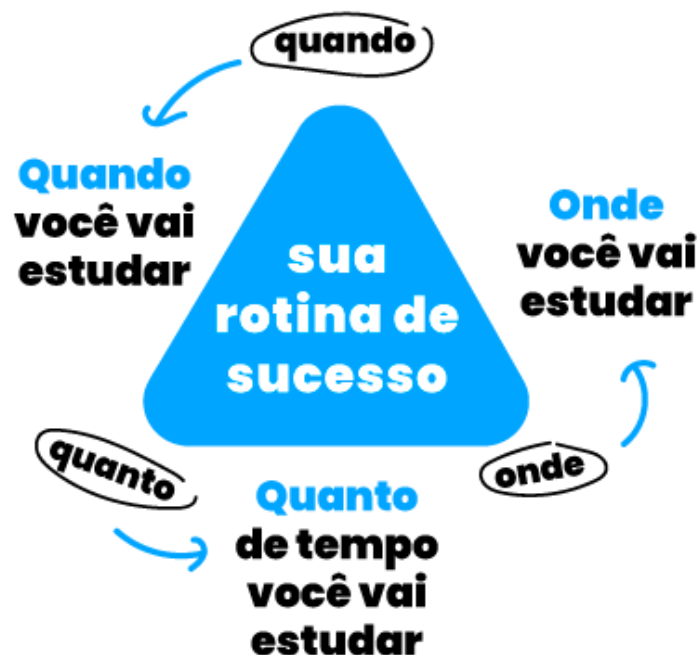 quando
Quando
você vai
estudar
Onde
você vai
estudar
sua
rotina de
sucesso
quanto
onde
Quanto
de tempo
você vai
estudar